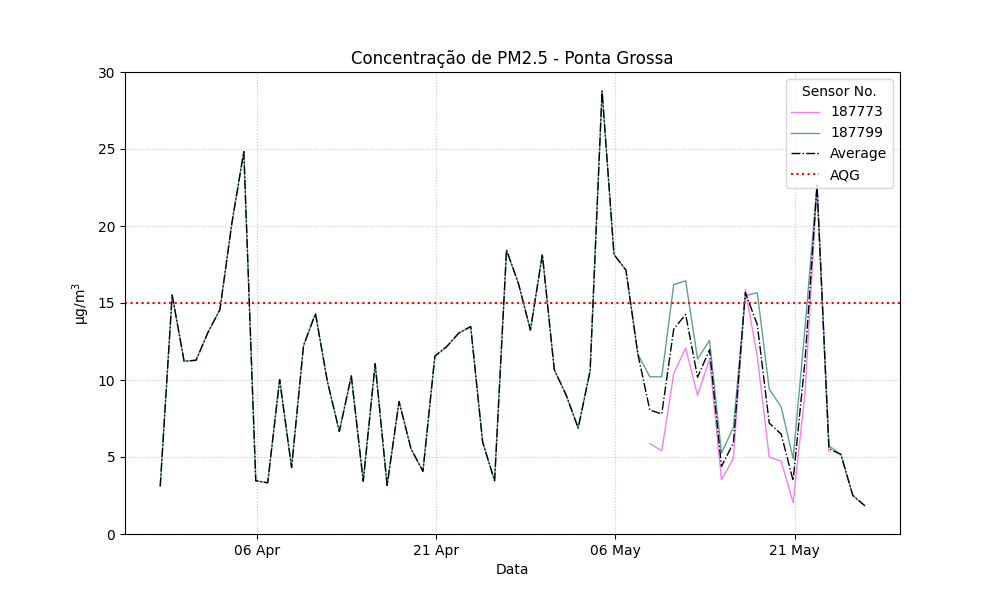 Concentração de PM2.5 - Ponta Grossa
30
25
20
15
10
5
0
µg/m³
Sensor No.
187773
187799
Average
AQG
06 Apr
21 Apr
06 May
21 May
Data